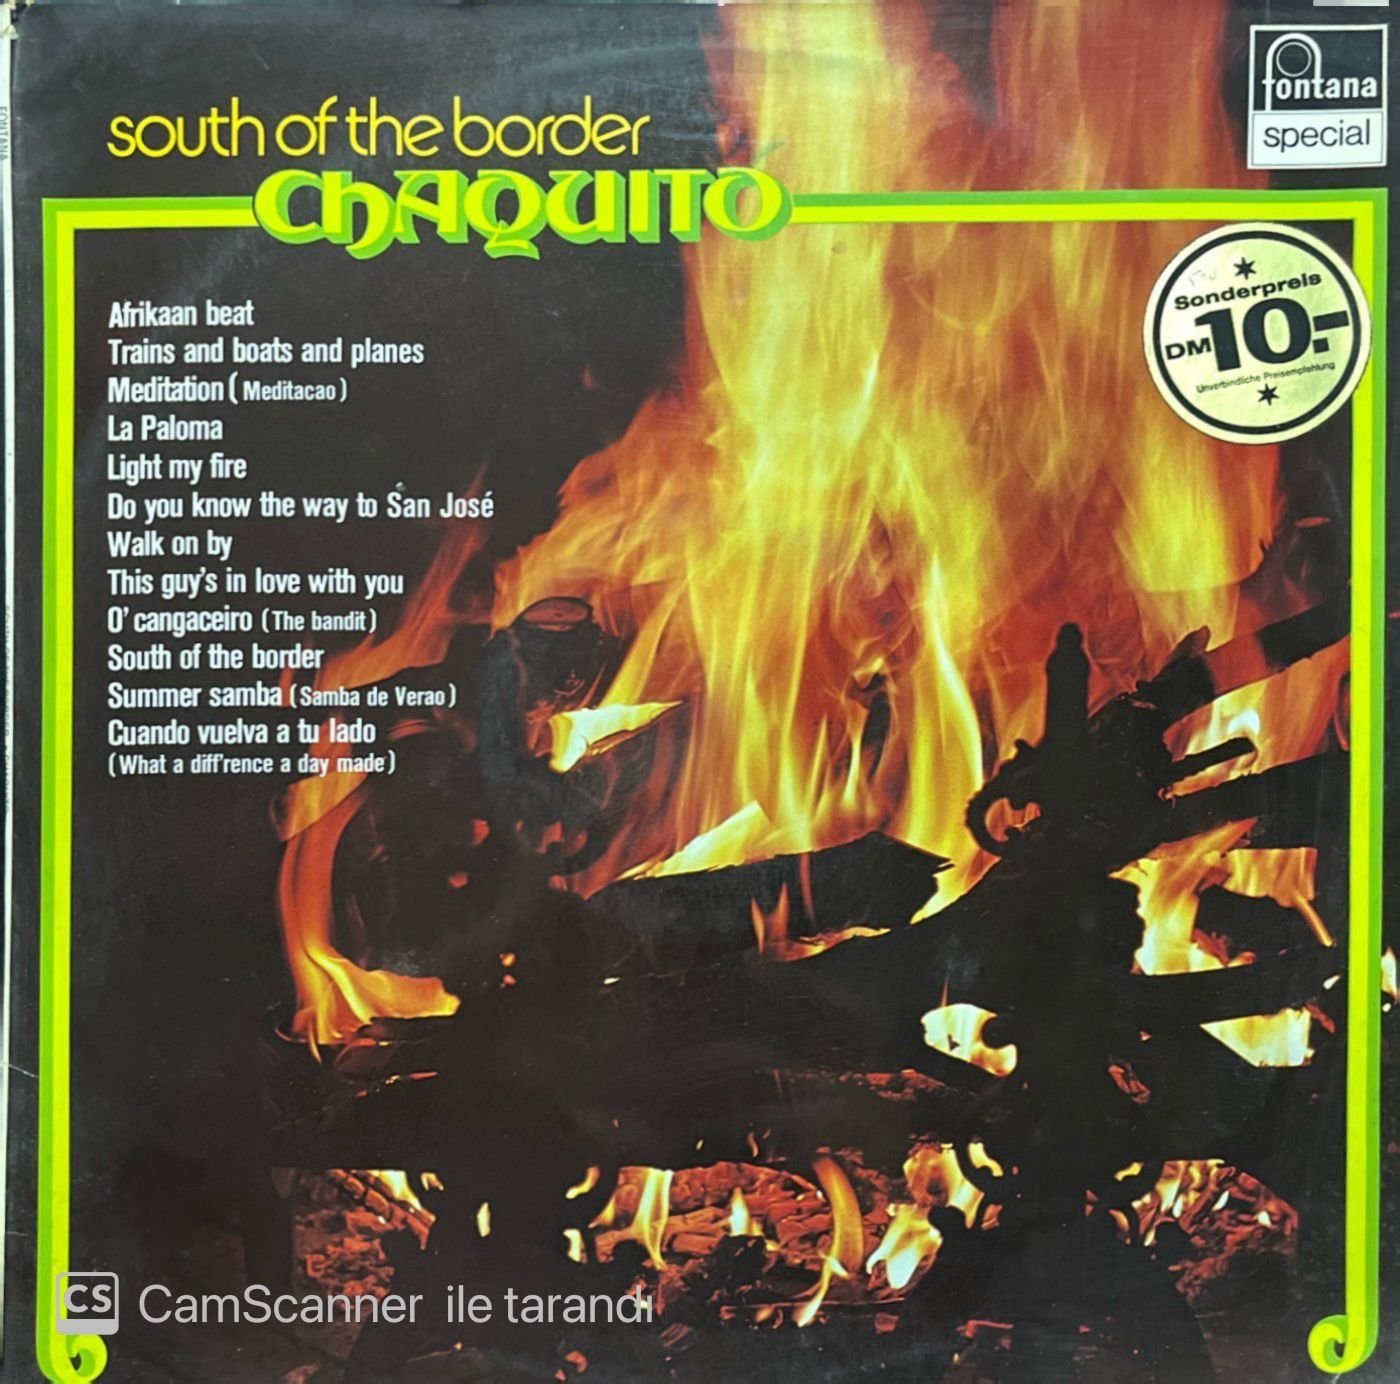 south of the border
CHAQUITO
fontana
special
Sonderpreis
DM 10.-
Unverbindliche Preisempfehlung
Afrikaan beat
Trains and boats and planes
Meditation ( Meditacao )
La Paloma
Light my fire
Do you know the way to San José
Walk on by
This guy's in love with you
O' cangaceiro (The bandit)
South of the border
Summer samba (Samba de Verao)
Cuando vuelva a tu lado
(What a diff'rence a day made)
CS CamScanner ile tarandı